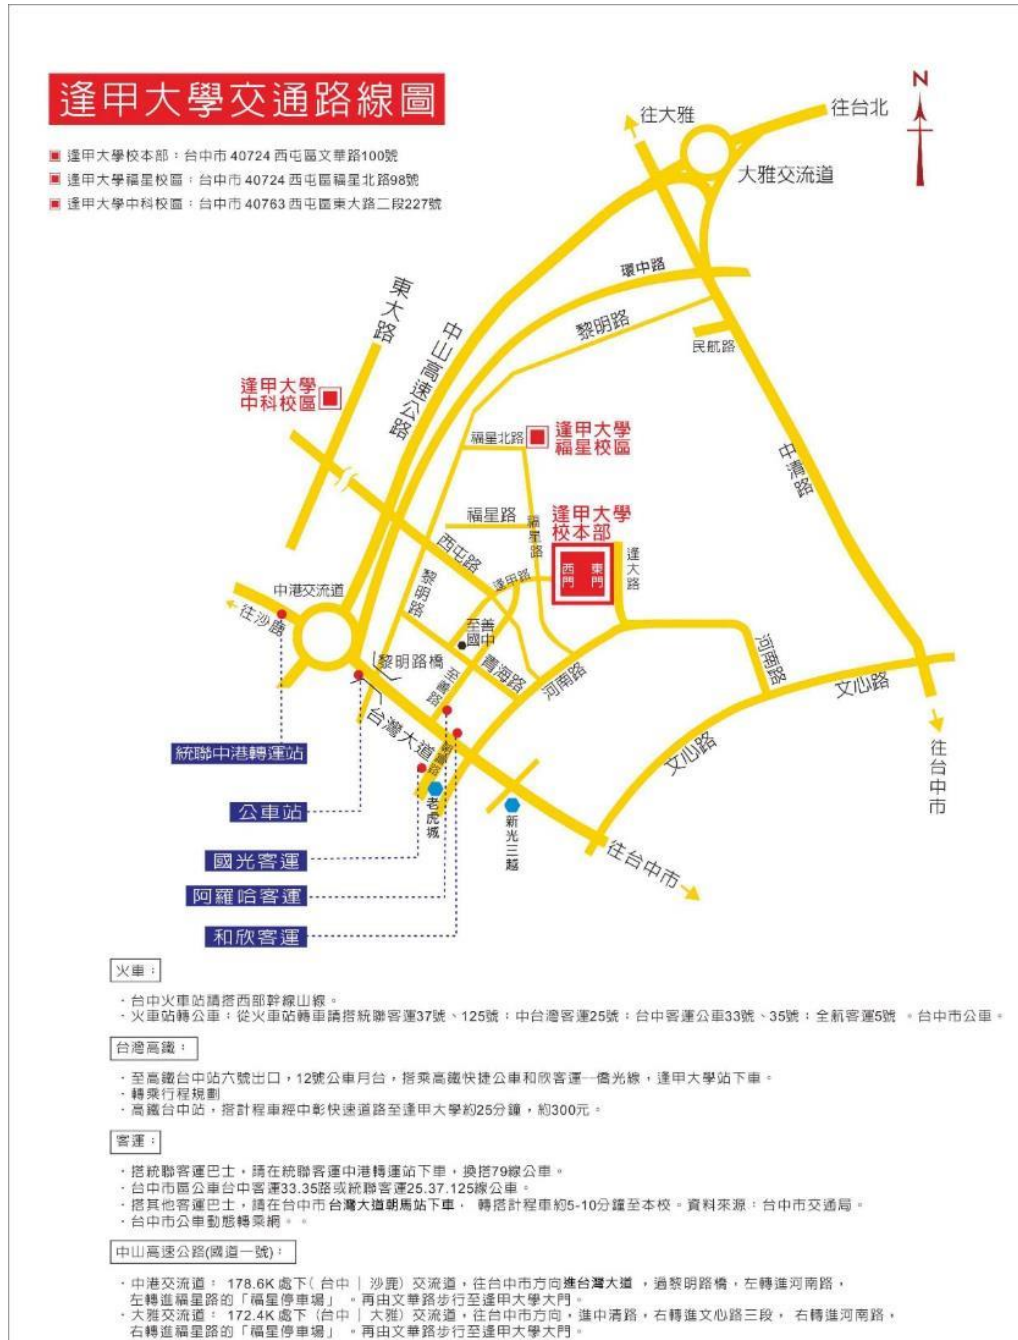 逢甲大學交通路線圖
逢甲大學校本部：台中市 40724 西屯區文華路100號
逢甲大學福星校區：台中市 40724 西屯區福星北路98號
逢甲大學中科校區：台中市 40763 西屯區東大路二段227號
N
往大雅
往台北
大雅交流道
環中路
黎明路
民航路
東大路
中山高速公路
逢甲大學
中科校區
福星北路
逢甲大學
福星校區
中清路
福星路
福星路
逢甲大學
校本部
西門
東門
逢大路
西屯路
逢甲路
黎明路
中港交流道
往沙鹿
至善
國中
黎明路橋
至善路
青海路
河南路
河南路
文心路
文心路
台灣大道
朝富路
老虎城
新光三越
往台中市
往台中市
統聯中港轉運站
公車站
國光客運
阿羅哈客運
和欣客運
火車：
· 台中火車站請搭西部幹線山線。
· 火車站轉公車：從火車站轉車請搭統聯客運37號、125號；中台灣客運25號；台中客運公車33號、35號；全航客運5號 。台中市公車。
台灣高鐵：
· 至高鐵台中站六號出口，12號公車月台，搭乘高鐵快捷公車和欣客運—僑光線，逢甲大學站下車。
· 轉乘行程規劃
· 高鐵台中站，搭計程車經中彰快速道路至逢甲大學約25分鐘，約300元。
客運：
· 搭統聯客運巴士，請在統聯客運中港轉運站下車，換搭79線公車。
· 台中市區公車台中客運33.35路或統聯客運25.37.125線公車。
· 搭其他客運巴士，請在台中市台灣大道朝馬站下車． 轉搭計程車約5-10分鐘至本校。資料來源：台中市交通局。
· 台中市公車動態轉乘網。。
中山高速公路(國道一號)：
· 中港交流道： 178.6K 處下( 台中 | 沙鹿) 交流道，往台中市方向進台灣大道 ，過黎明路橋，左轉進河南路，
左轉進福星路的「福星停車場」 。再由文華路步行至逢甲大學大門。
· 大雅交流道： 172.4K 處下 (台中 | 大雅) 交流道，往台中市方向，進中清路，右轉進文心路三段， 右轉進河南路，
右轉進福星路的「福星停車場」 。再由文華路步行至逢甲大學大門。